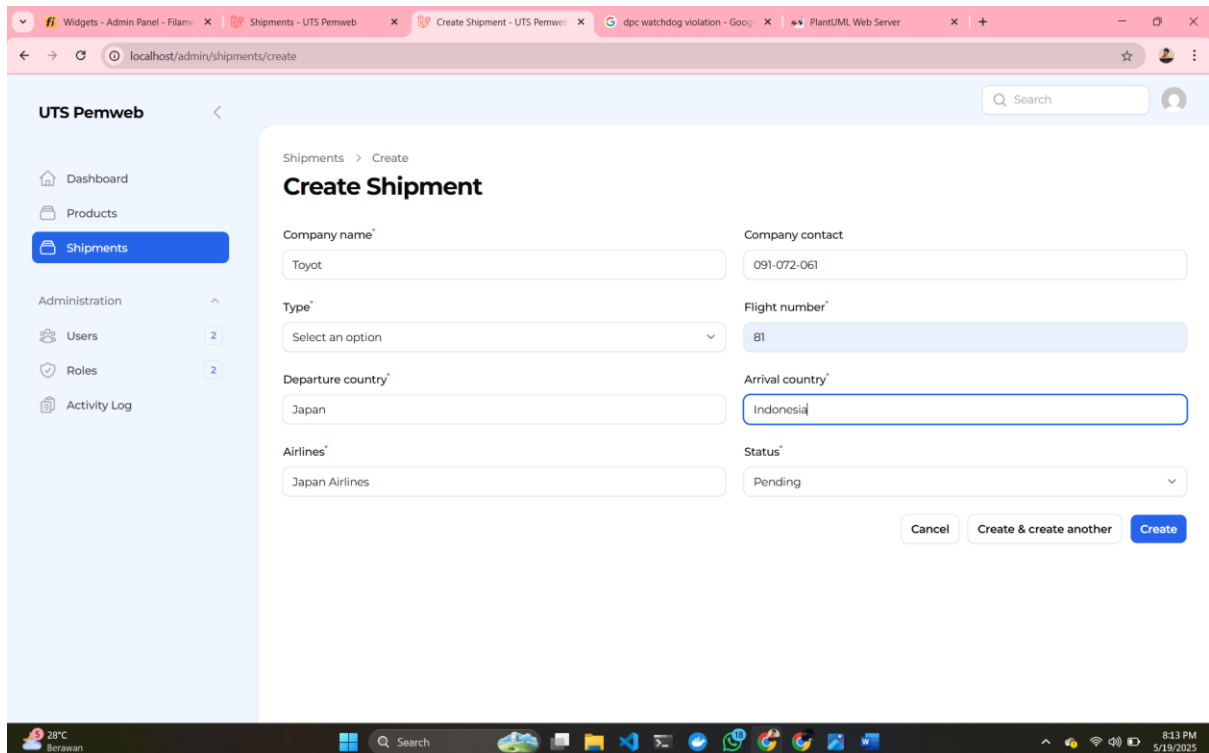 Widgets - Admin Panel - Filame
Shipments - UTS Pemweb
Create Shipment - UTS Pemweb
dpc watchdog violation - Goog
PlantUML Web Server
localhost/admin/shipments/create
UTS Pemweb
Search
Dashboard
Products
Shipments
Administration
Users 2
Roles 2
Activity Log
Shipments > Create
Create Shipment
Company name*
Company contact
Toyot
091-072-061
Type*
Flight number*
Select an option
81
Departure country*
Arrival country*
Japan
Indonesia
Airlines*
Status*
Japan Airlines
Pending
Cancel
Create & create another
Create
5
28°C
Berawan
Search
18
8:13 PM
5/19/2025